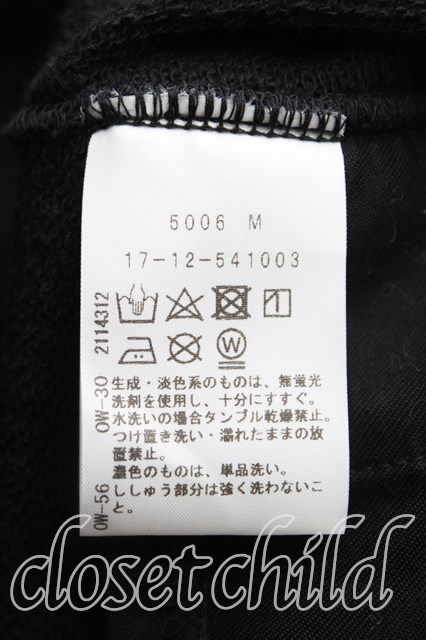 5006 M
17-12-541003
OW-56 OW-30 2114312
生成・淡色系のものは、無蛍光
洗剤を使用し、十分にすすぐ。
水洗いの場合タンブル乾燥禁止。
つけ置き洗い・濡れたままの放
置禁止。
濃色のものは、単品洗い。
ししゅう部分は強く洗わないこ
と。
closet child